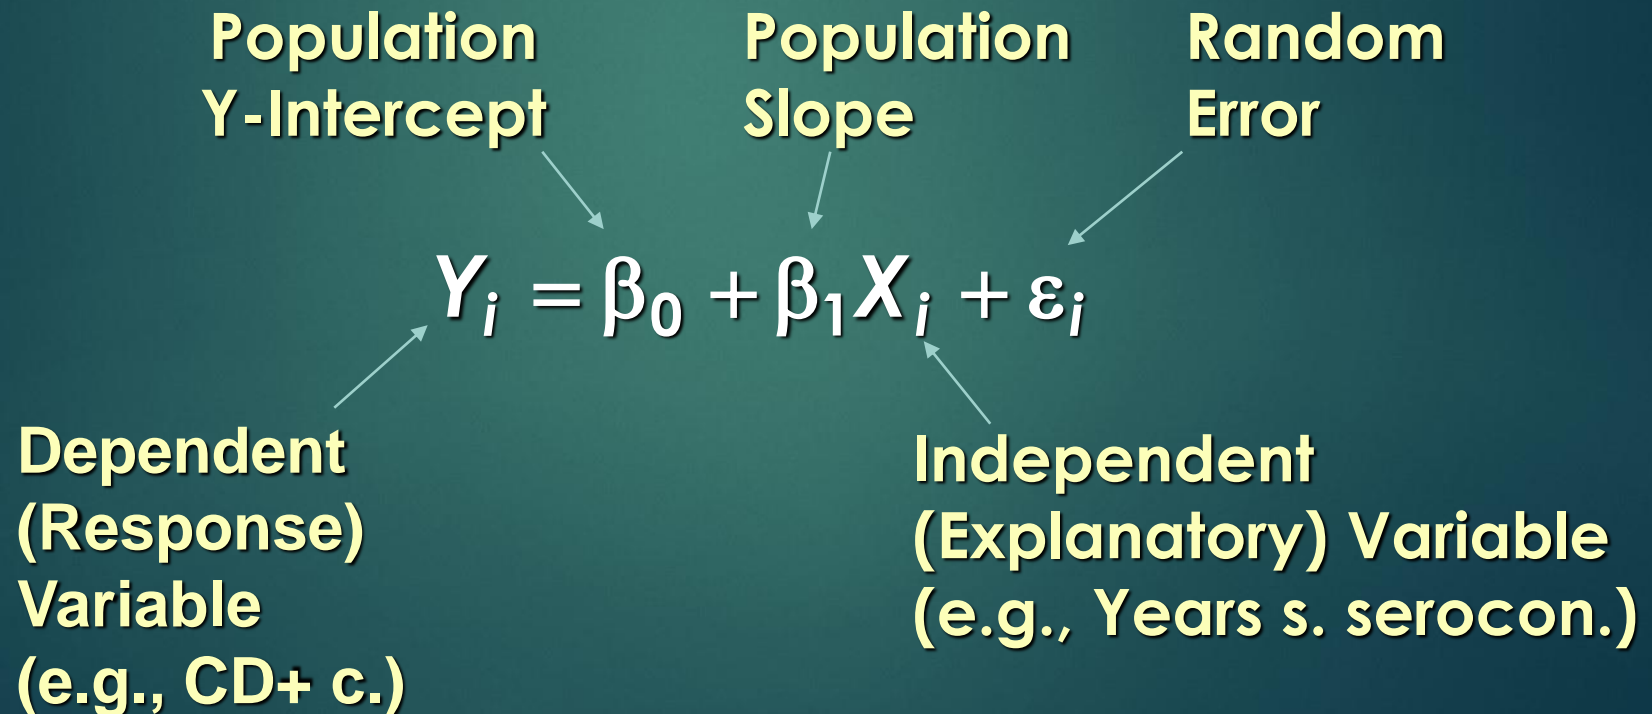 Population
Y-Intercept
Population
Slope
Random
Error
Yᵢ = β₀ + β₁Xᵢ + εᵢ
Dependent
(Response)
Variable
(e.g., CD+ c.)
Independent
(Explanatory) Variable
(e.g., Years s. serocon.)